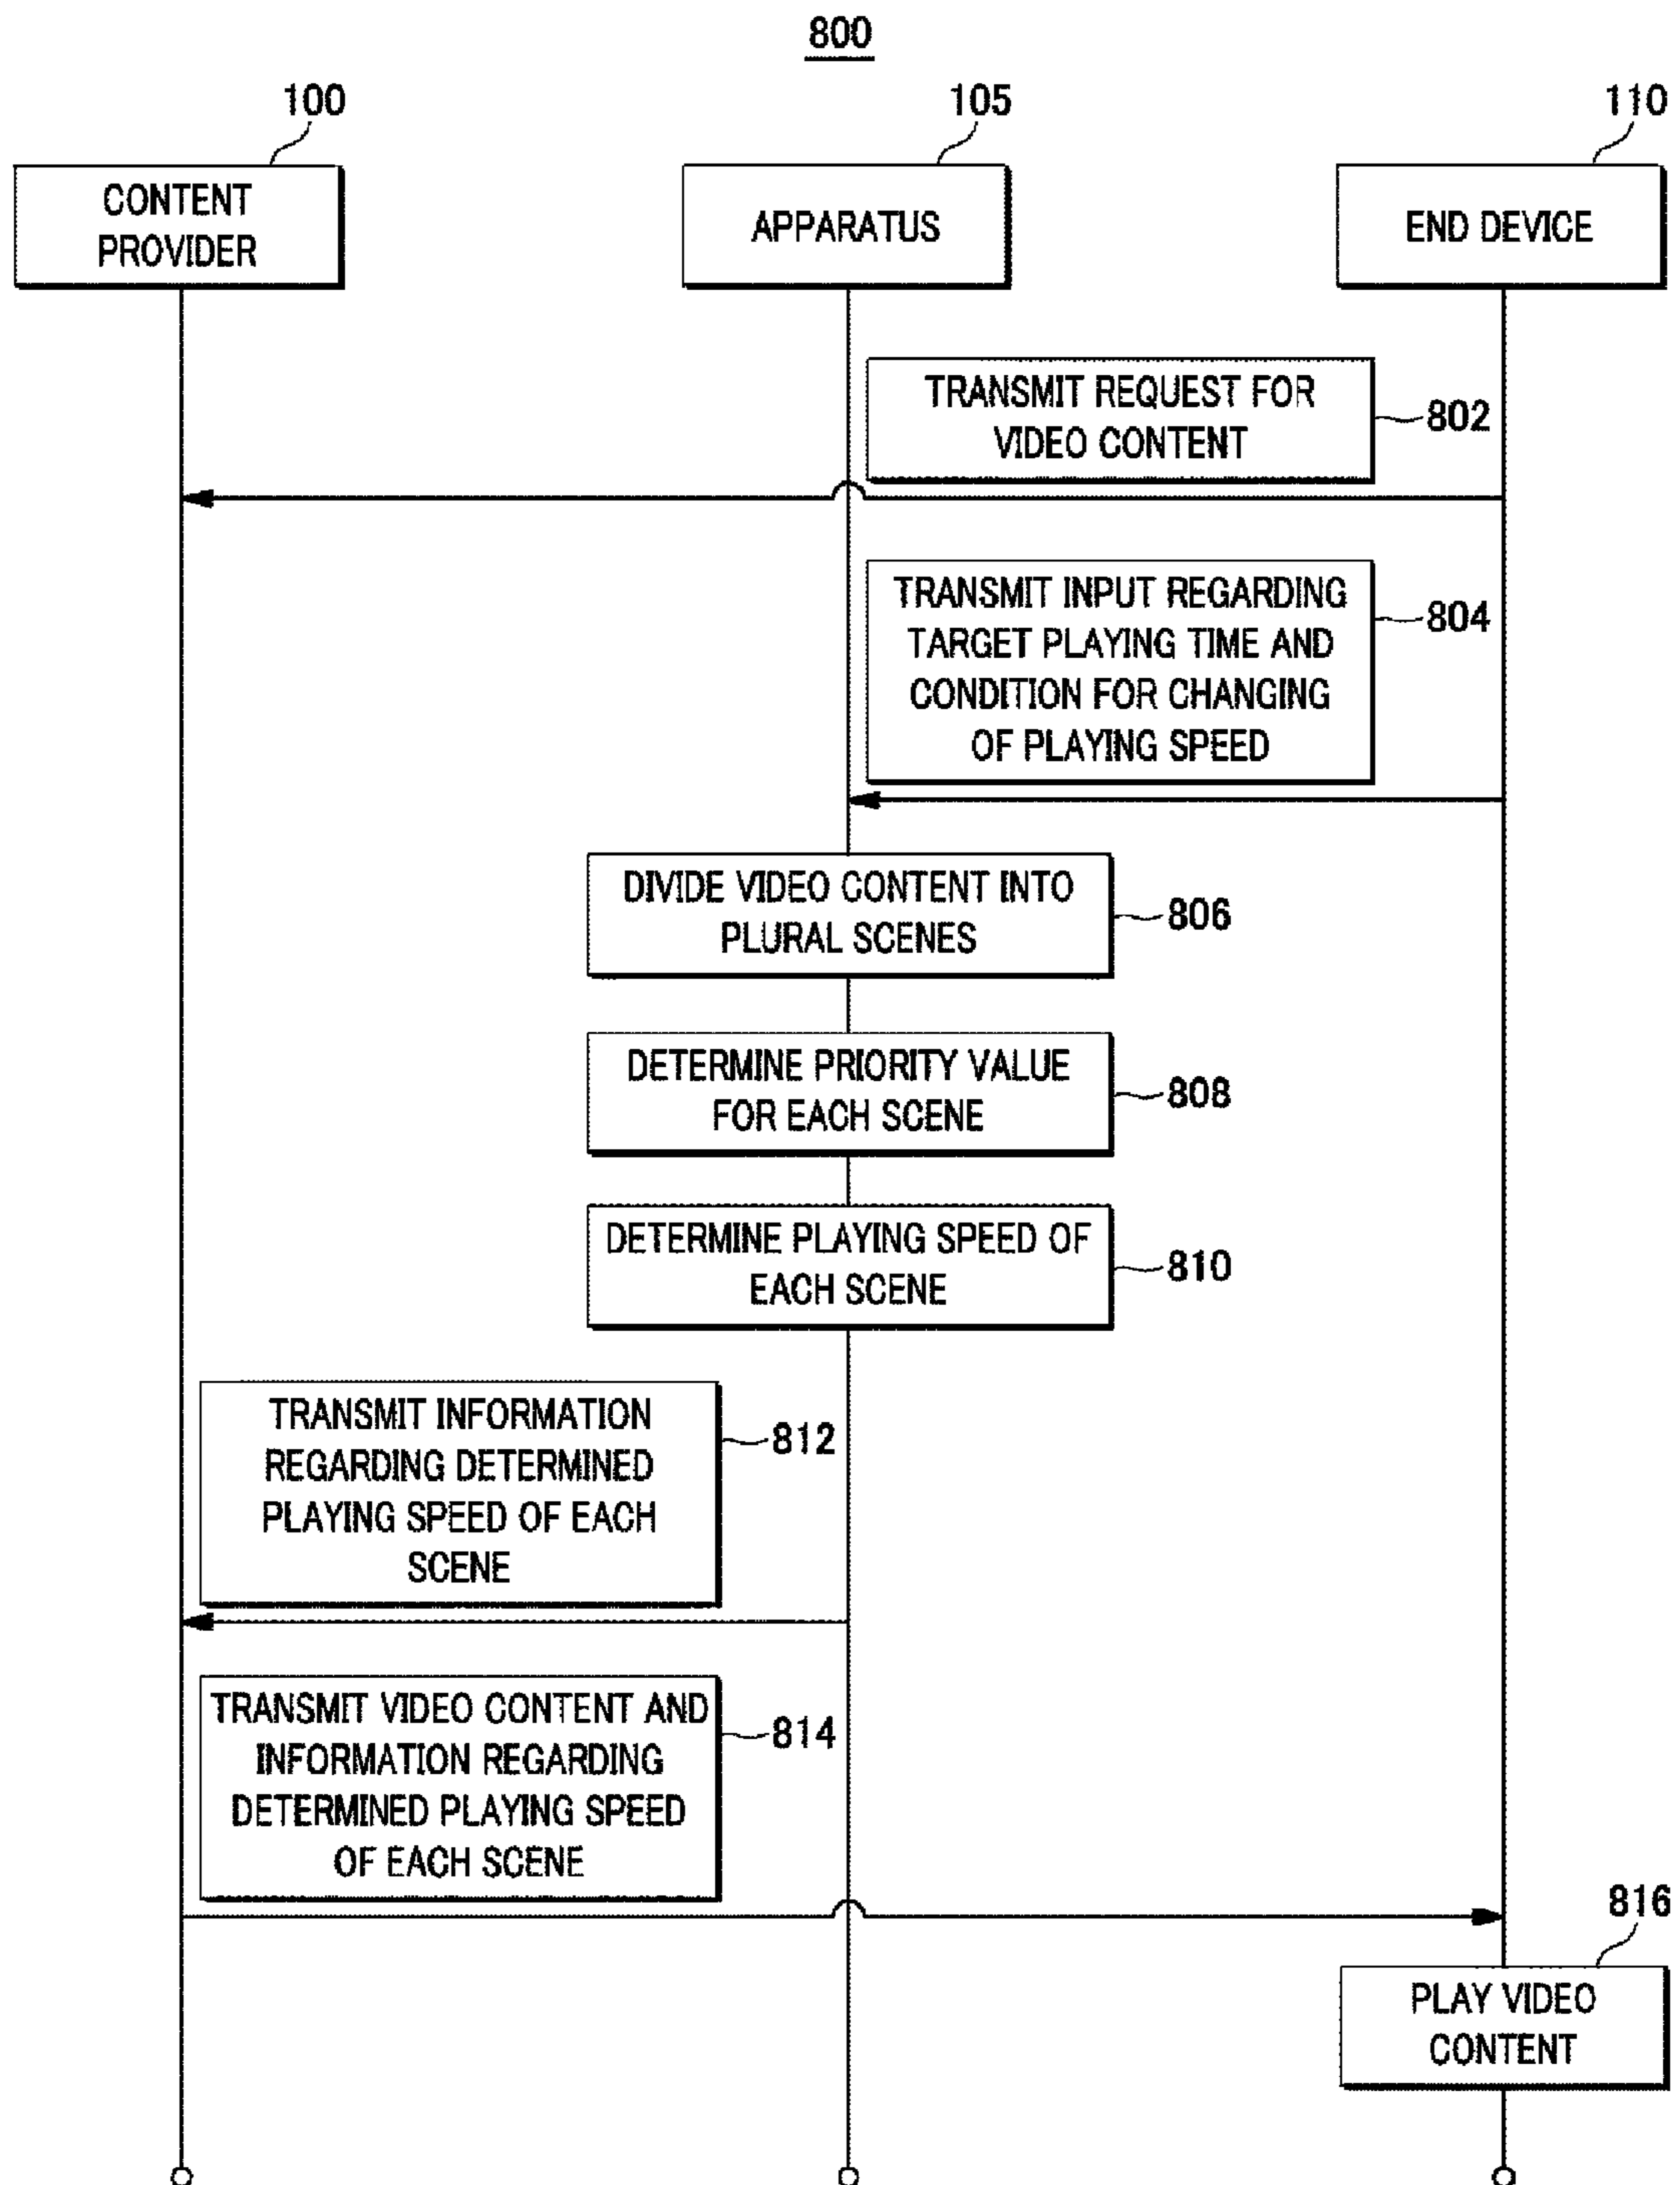 800
100
105
110
CONTENT
PROVIDER
APPARATUS
END DEVICE
TRANSMIT REQUEST FOR
VIDEO CONTENT
802
TRANSMIT INPUT REGARDING
TARGET PLAYING TIME AND
CONDITION FOR CHANGING
OF PLAYING SPEED
804
DIVIDE VIDEO CONTENT INTO
PLURAL SCENES
806
DETERMINE PRIORITY VALUE
FOR EACH SCENE
808
DETERMINE PLAYING SPEED OF
EACH SCENE
810
TRANSMIT INFORMATION
REGARDING DETERMINED
PLAYING SPEED OF EACH
SCENE
812
TRANSMIT VIDEO CONTENT AND
INFORMATION REGARDING
DETERMINED PLAYING SPEED
OF EACH SCENE
814
816
PLAY VIDEO
CONTENT